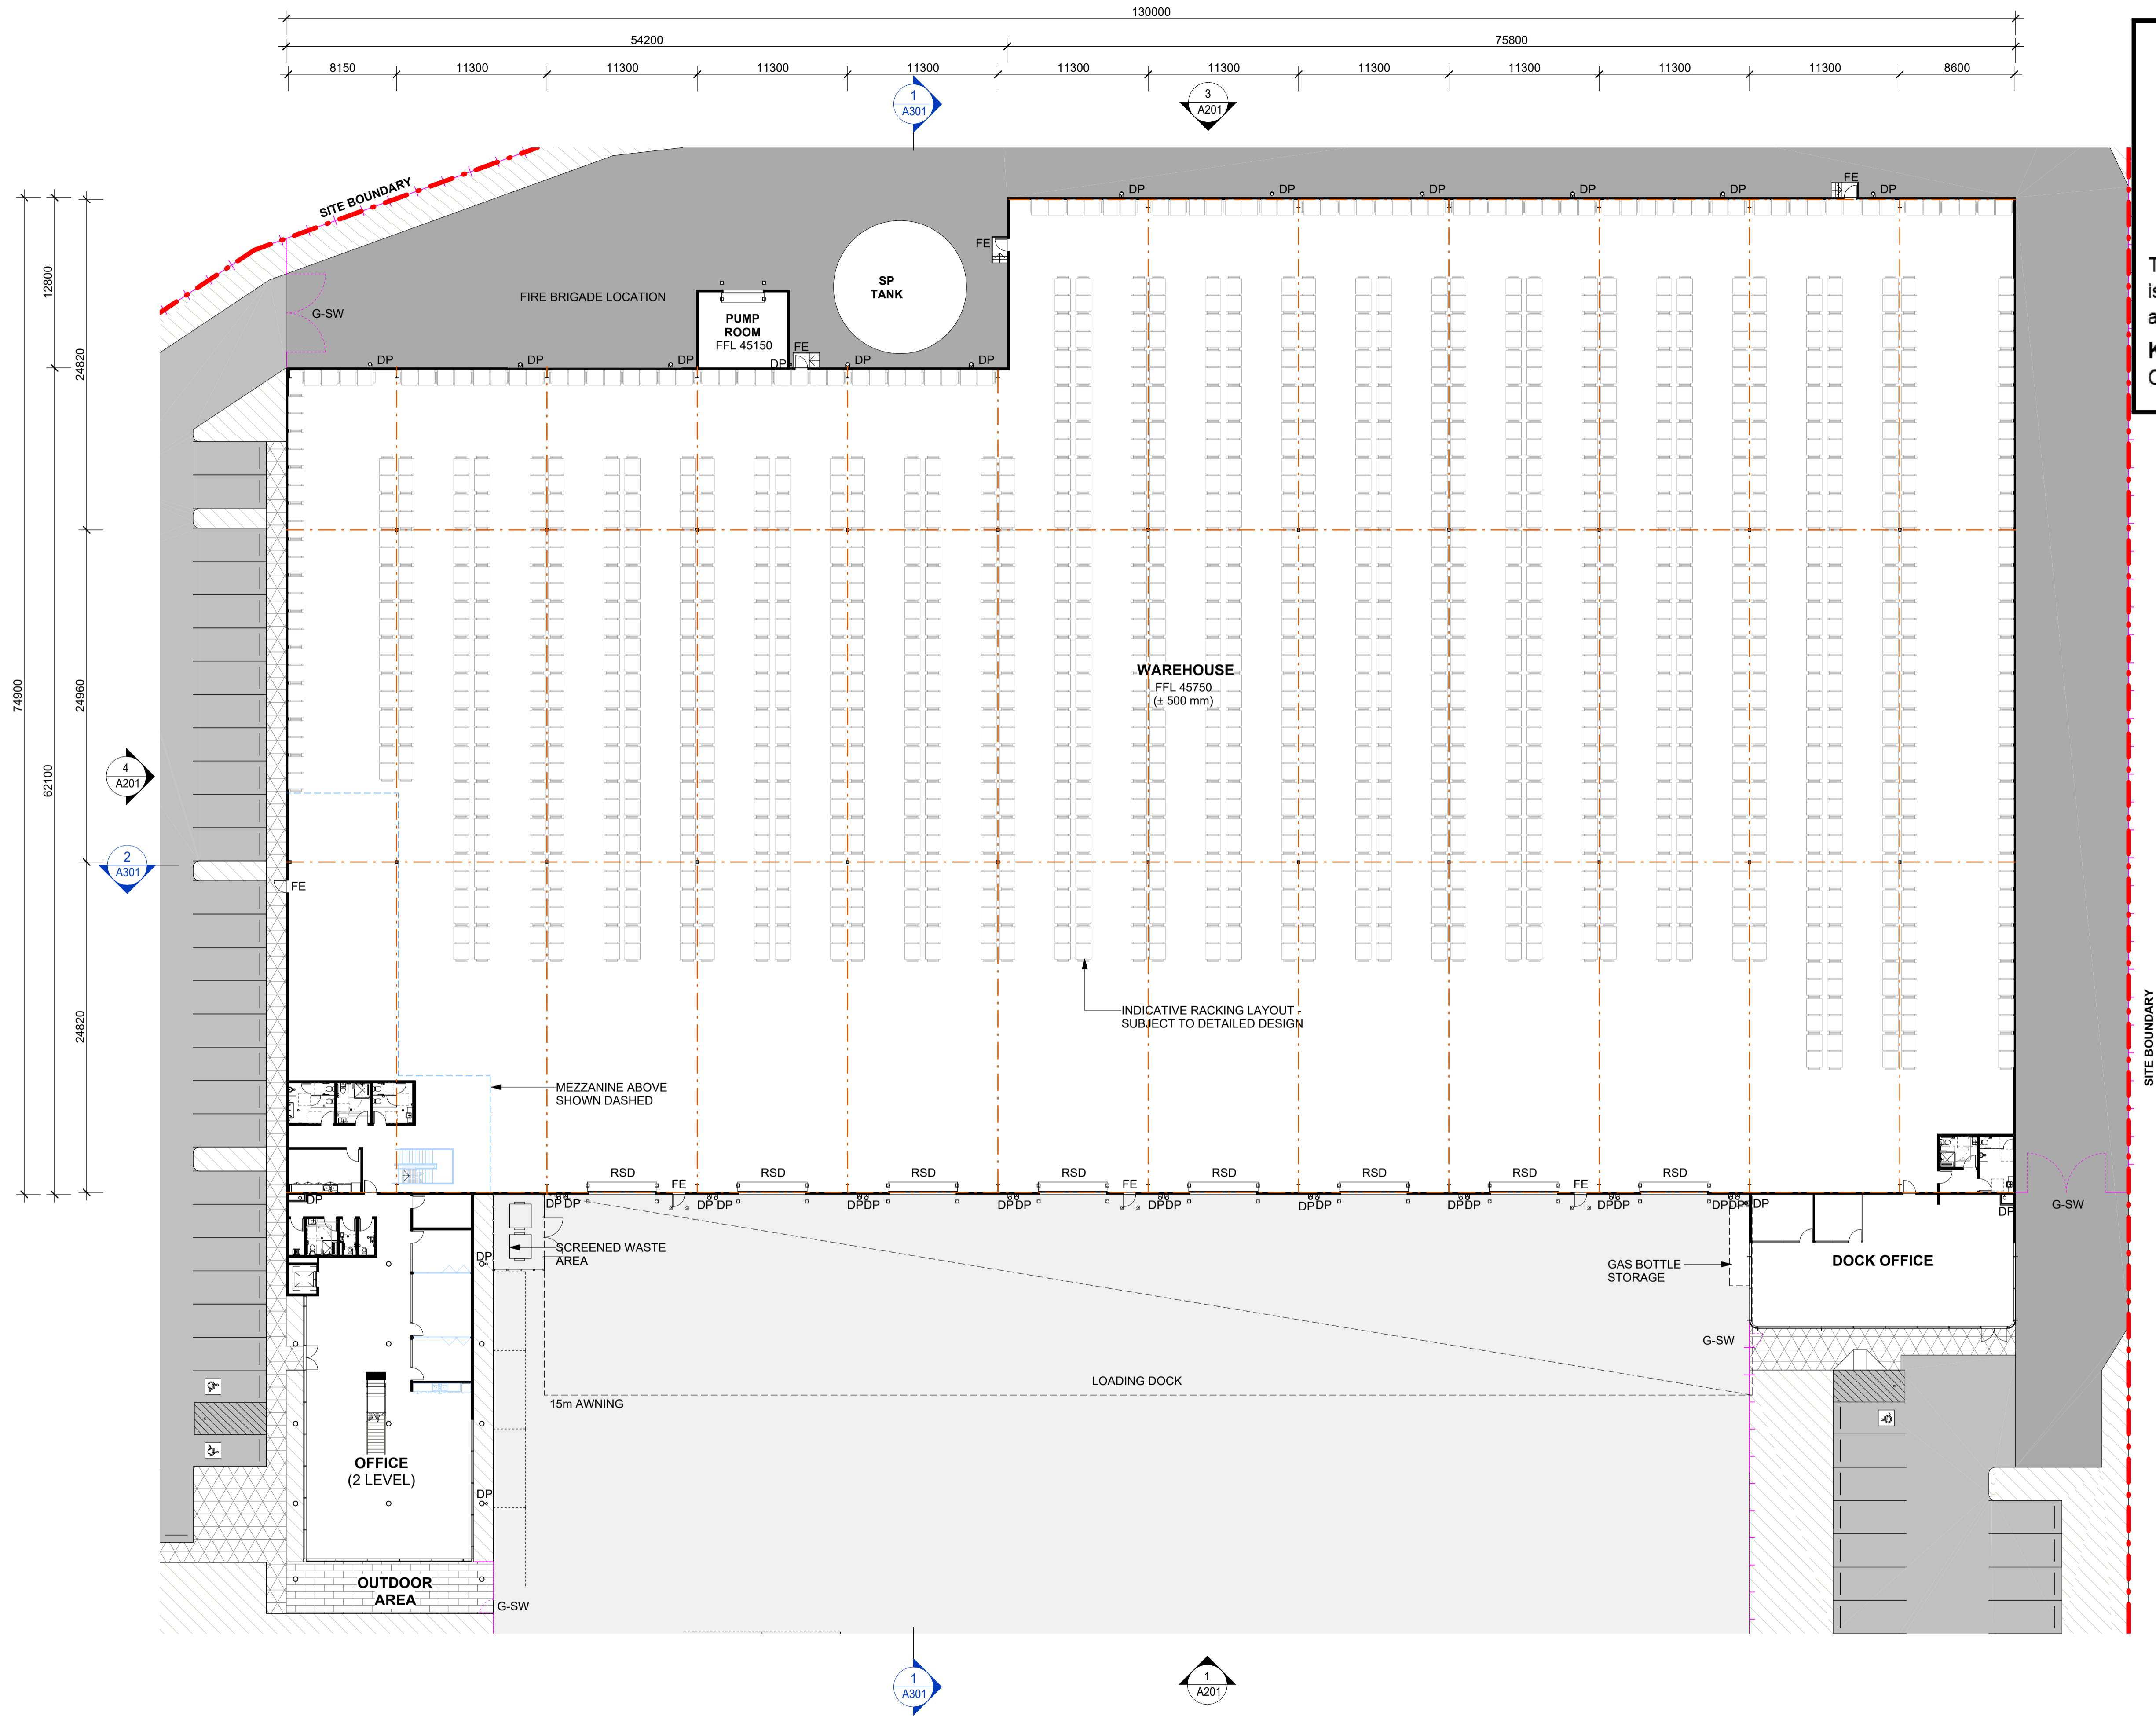 130000
54200
75800
8150
11300
11300
11300
11300
11300
11300
11300
11300
11300
11300
8600
1
A301
3
A201
SITE BOUNDARY
DP
DP
DP
DP
DP
FE
DP
FE
SP
TANK
T
is
a
K
FIRE BRIGADE LOCATION
G-SW
PUMP
ROOM
FFL 45150
FE
DP
DP
DP
DP
DP
DP
12800
24820
74900
24960
62100
24820
WAREHOUSE
FFL 45750
(± 500 mm)
4
A201
2
A301
FE
INDICATIVE RACKING LAYOUT -
SUBJECT TO DETAILED DESIGN
SITE BOUNDARY
MEZZANINE ABOVE
SHOWN DASHED
RSD
RSD
RSD
RSD
RSD
RSD
RSD
RSD
FE
FE
FE
DP
DP DP
DP DP
DP DP
DP DP
DP DP
DP DP
DP DP
DP DP
DP DP
DP
DP
G-SW
SCREENED WASTE
AREA
DP
GAS BOTTLE
STORAGE
DOCK OFFICE
G-SW
LOADING DOCK
15m AWNING
OFFICE
(2 LEVEL)
DP
OUTDOOR
AREA
G-SW
1
A301
1
A201